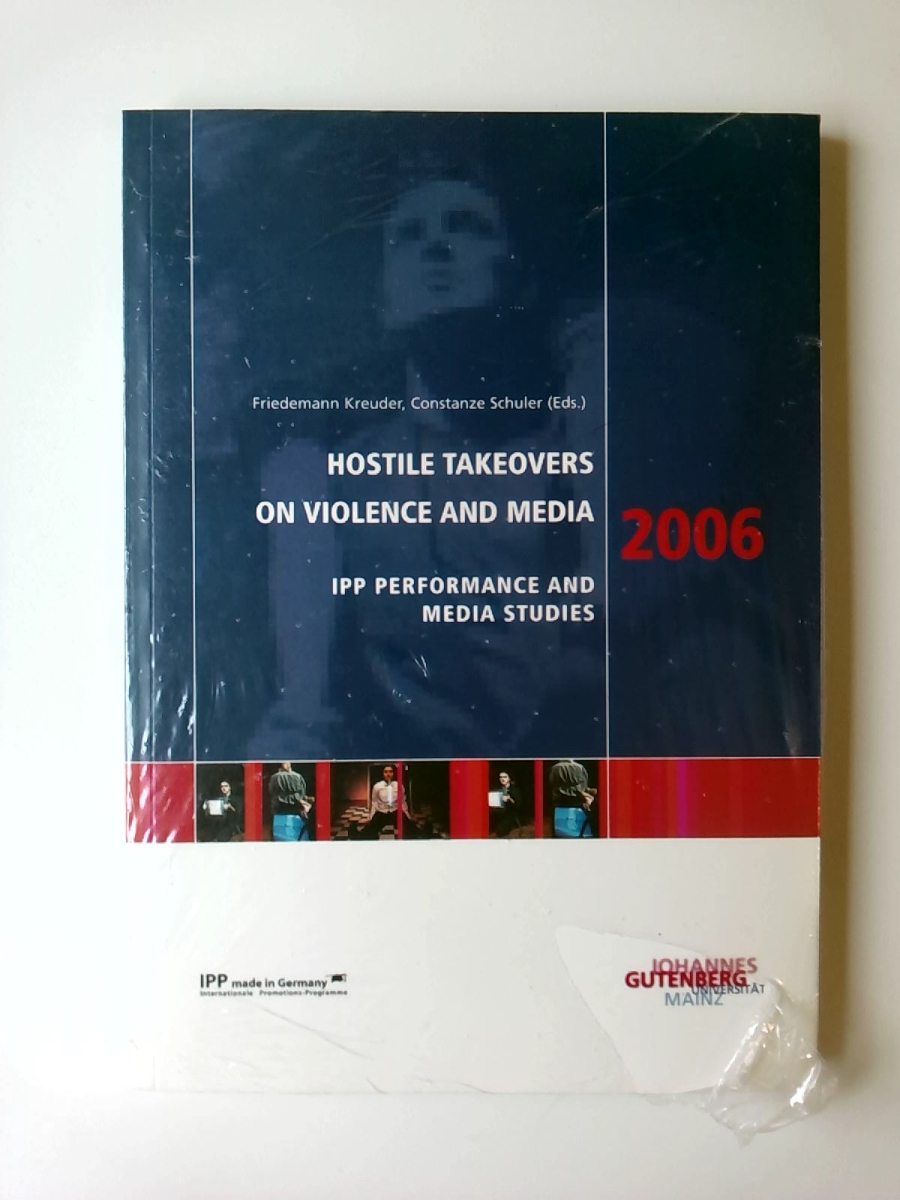 Friedemann Kreuder, Constanze Schuler (Eds.)
HOSTILE TAKEOVERS
ON VIOLENCE AND MEDIA
2006
IPP PERFORMANCE AND
MEDIA STUDIES
IPP made in Germany
Internationale Promotions-Programme
JOHANNES
GUTENBERG
UNIVERSITÄT
MAINZ